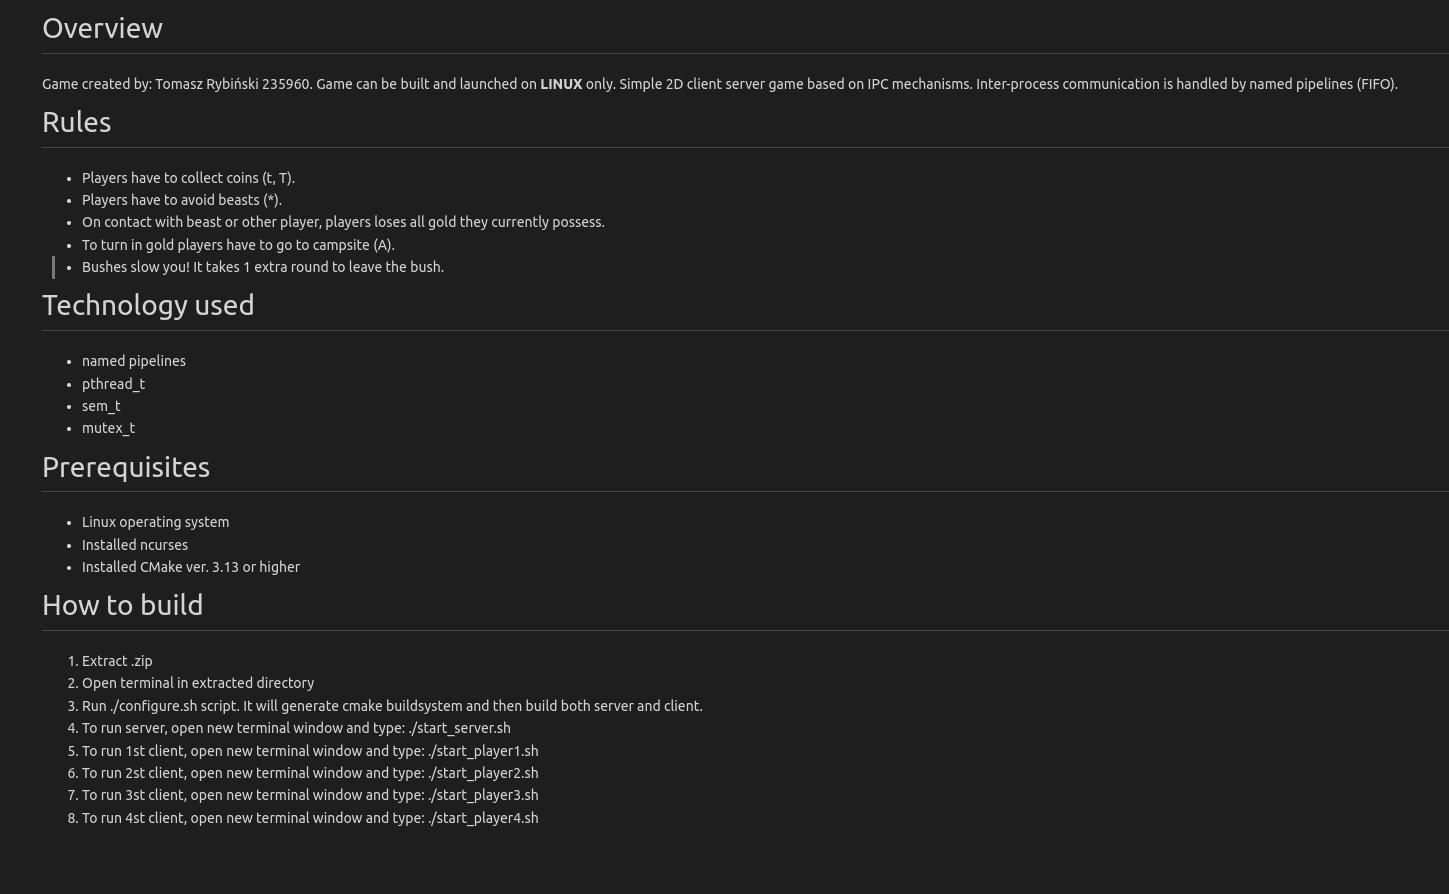 Overview
Game created by: Tomasz Rybiński 235960. Game can be built and launched on LINUX only. Simple 2D client server game based on IPC mechanisms. Inter-process communication is handled by named pipelines (FIFO).
Rules
• Players have to collect coins (t, T).
• Players have to avoid beasts (*).
• On contact with beast or other player, players loses all gold they currently possess.
• To turn in gold players have to go to campsite (A).
• Bushes slow you! It takes 1 extra round to leave the bush.
Technology used
• named pipelines
• pthread_t
• sem_t
• mutex_t
Prerequisites
• Linux operating system
• Installed ncurses
• Installed CMake ver. 3.13 or higher
How to build
1. Extract .zip
2. Open terminal in extracted directory
3. Run ./configure.sh script. It will generate cmake buildsystem and then build both server and client.
4. To run server, open new terminal window and type: ./start_server.sh
5. To run 1st client, open new terminal window and type: ./start_player1.sh
6. To run 2st client, open new terminal window and type: ./start_player2.sh
7. To run 3st client, open new terminal window and type: ./start_player3.sh
8. To run 4st client, open new terminal window and type: ./start_player4.sh